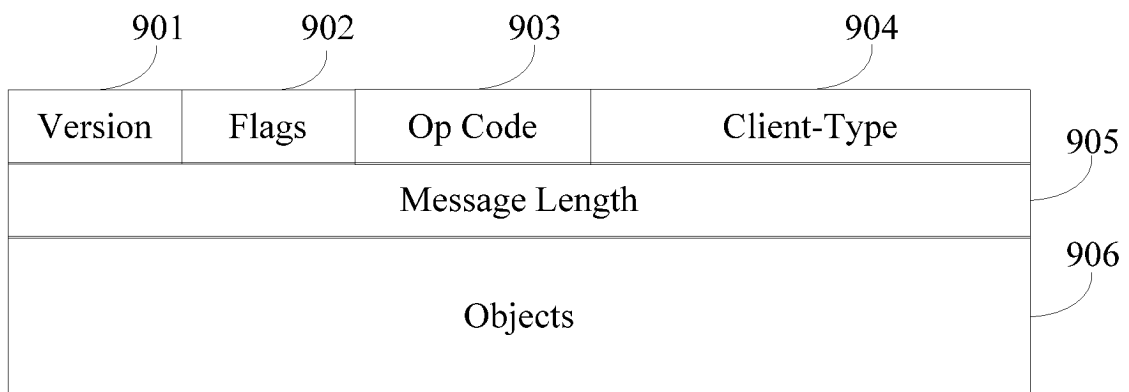 901 902 903 904
Version Flags Op Code Client-Type
905
Message Length
906
Objects